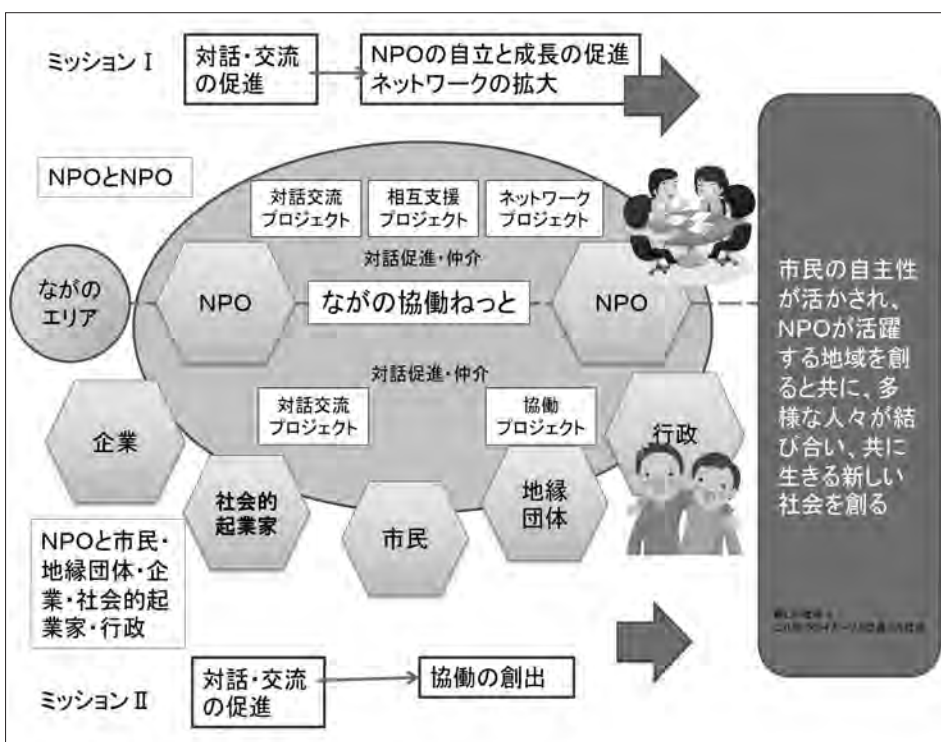 ミッションⅠ
対話・交流
の促進
NPOの自立と成長の促進
ネットワークの拡大
NPOとNPO
対話交流
プロジェクト
相互支援
プロジェクト
ネットワーク
プロジェクト
対話促進・仲介
ながの
エリア
NPO
ながの協働ねっと
NPO
対話促進・仲介
対話交流
プロジェクト
協働
プロジェクト
企業
社会的
起業家
市民
地縁
団体
行政
NPOと市民・
地縁団体・企
業・社会的起
業家・行政
ミッションⅡ
対話・交流
の促進
協働の創出
市民の自主性
が活かされ、
NPOが活躍
する地域を創
ると共に、多
様な人々が結
び合い、共に
生きる新しい
社会を創る